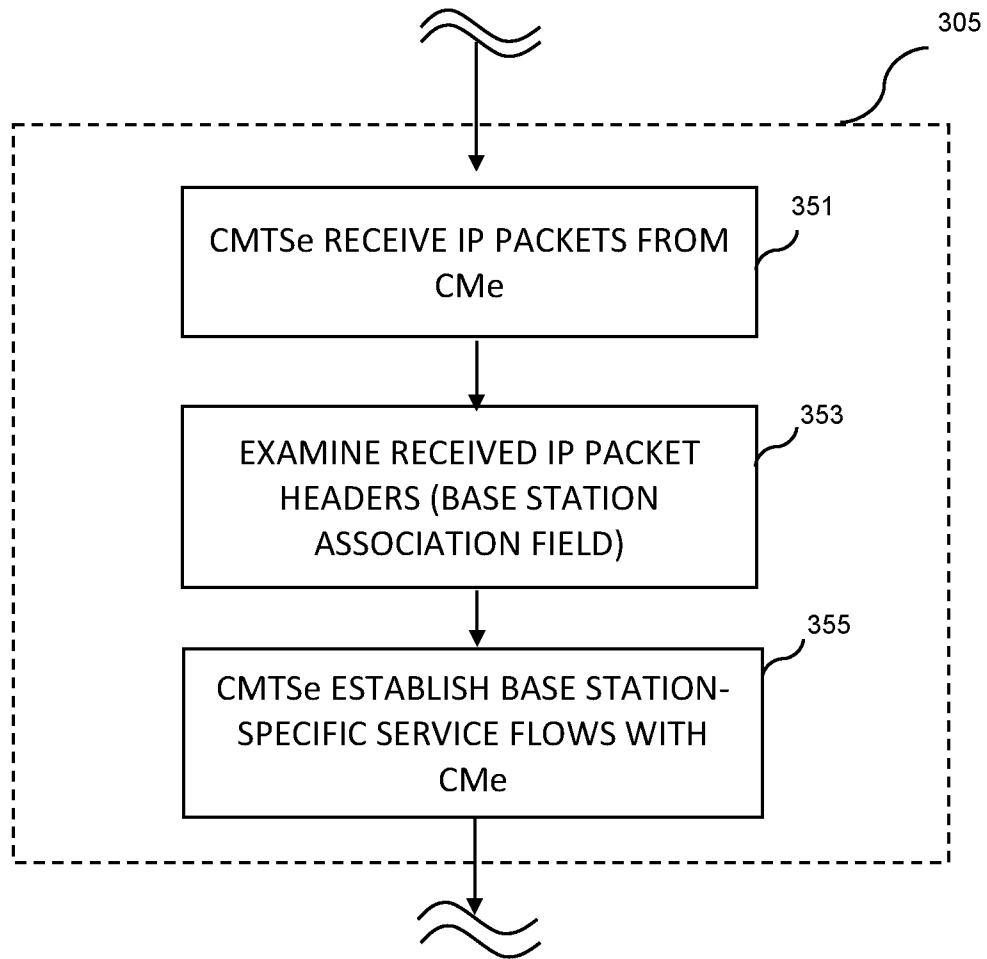 305
CMTSe RECEIVE IP PACKETS FROM
CMe
351
EXAMINE RECEIVED IP PACKET
HEADERS (BASE STATION
ASSOCIATION FIELD)
353
CMTSe ESTABLISH BASE STATION-
SPECIFIC SERVICE FLOWS WITH
CMe
355